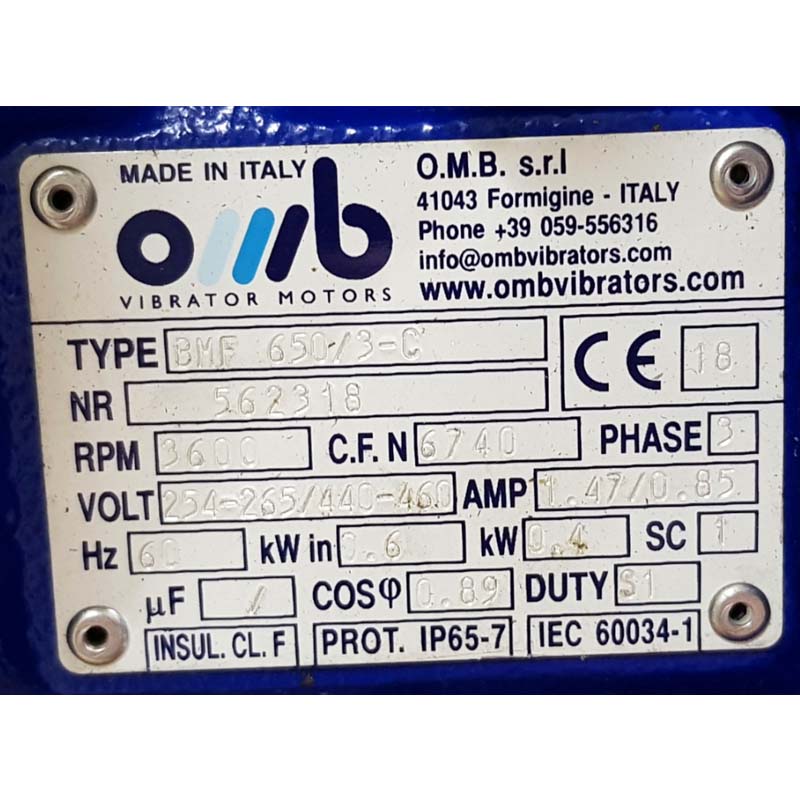 MADE IN ITALY
omb
VIBRATOR MOTORS
O.M.B. s.r.l
41043 Formigine - ITALY
Phone +39 059-556316
info@ombvibrators.com
www.ombvibrators.com
TYPE BMF 650/3-C
CE 18
NR 562318
RPM 3600 C.F. N 6740 PHASE 3
VOLT 254-265/440-460 AMP 1.47/0.85
Hz 60 kW in 0.6 kW 0.4 SC 1
µF / COSφ 0.89 DUTY S1
INSUL. CL. F PROT. IP65-7 IEC 60034-1